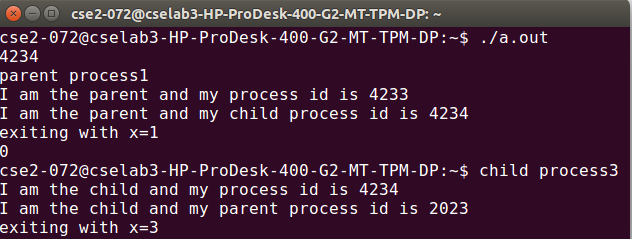 cse2-072@cselab3-HP-ProDesk-400-G2-MT-TPM-DP: ~
cse2-072@cselab3-HP-ProDesk-400-G2-MT-TPM-DP:~$ ./a.out
4234
parent process1
I am the parent and my process id is 4233
I am the parent and my child process id is 4234
exiting with x=1
0
cse2-072@cselab3-HP-ProDesk-400-G2-MT-TPM-DP:~$ child process3
I am the child and my process id is 4234
I am the child and my parent process id is 2023
exiting with x=3